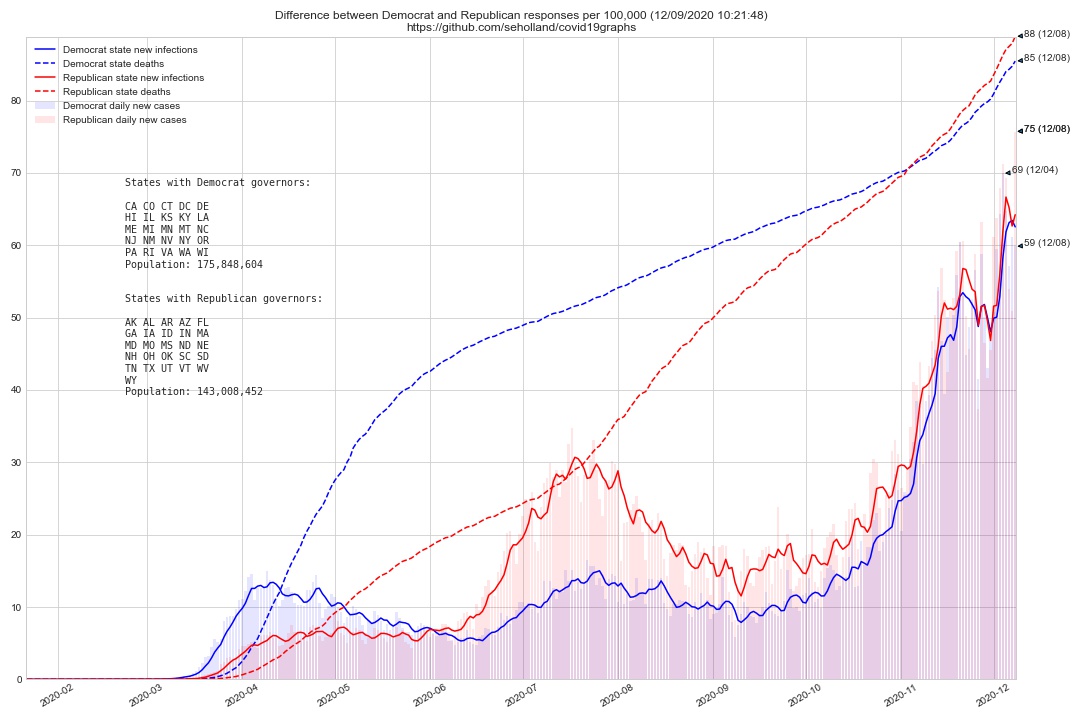 Difference between Democrat and Republican responses per 100,000 (12/09/2020 10:21:48)
https://github.com/seholland/covid19graphs
Democrat state new infections
Democrat state deaths
Republican state new infections
Republican state deaths
Democrat daily new cases
Republican daily new cases
88 (12/08)
85 (12/08)
75 (12/08)
69 (12/04)
59 (12/08)
States with Democrat governors:
CA CO CT DC DE
HI IL KS KY LA
ME MI MN MT NC
NJ NM NV NY OR
PA RI VA WA WI
Population: 175,848,604
States with Republican governors:
AK AL AR AZ FL
GA IA ID IN MA
MD MO MS ND NE
NH OH OK SC SD
TN TX UT VT WV
WY
Population: 143,008,452
80
70
60
50
40
30
20
10
0
2020-02
2020-03
2020-04
2020-05
2020-06
2020-07
2020-08
2020-09
2020-10
2020-11
2020-12